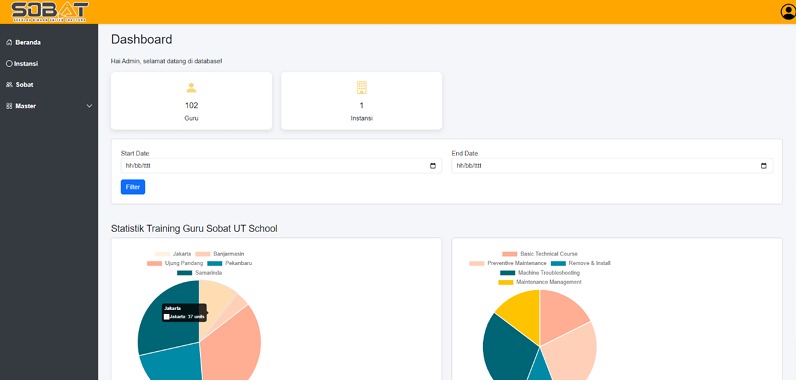 SOBAT
Beranda
Instansi
Sobat
Master
Dashboard
Hai Admin, selamat datang di database!
102
Guru
1
Instansi
Start Date
hh/bb/tttt
End Date
hh/bb/tttt
Filter
Statistik Training Guru Sobat UT School
Jakarta Banjarmasin
Ujung Pandang Pekanbaru
Samarinda
Jakarta
Jakarta: 37 units
Basic Technical Course
Preventive Maintenance Remove & Install
Machine Troubleshooting
Maintenance Management